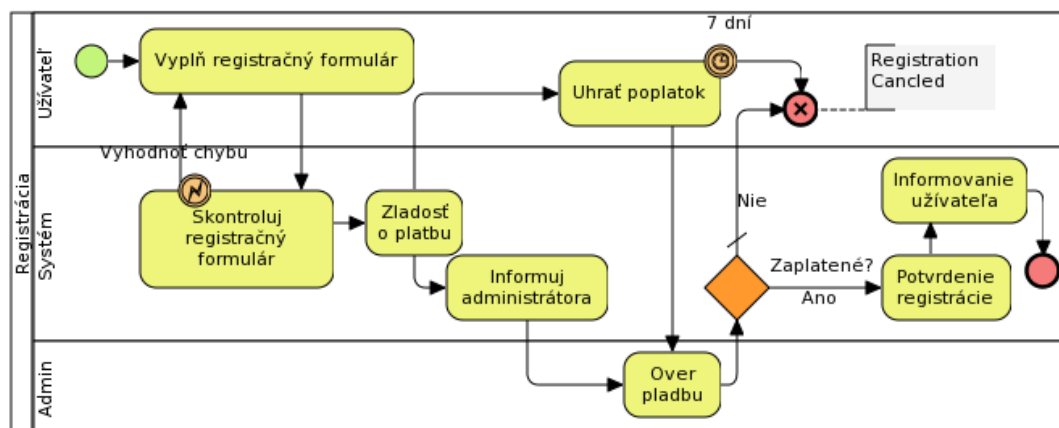 Registrácia
Užívateľ
Vyplň registračný formulár
7 dní
Uhrať poplatok
Registration
Cancled
Vyhodnoť chybu
Systém
Skontroluj
registračný
formulár
Zladosť
o platbu
Informuj
administrátora
Nie
Zaplatené?
Ano
Informovanie
užívateľa
Potvrdenie
registrácie
Admin
Over
pladbu